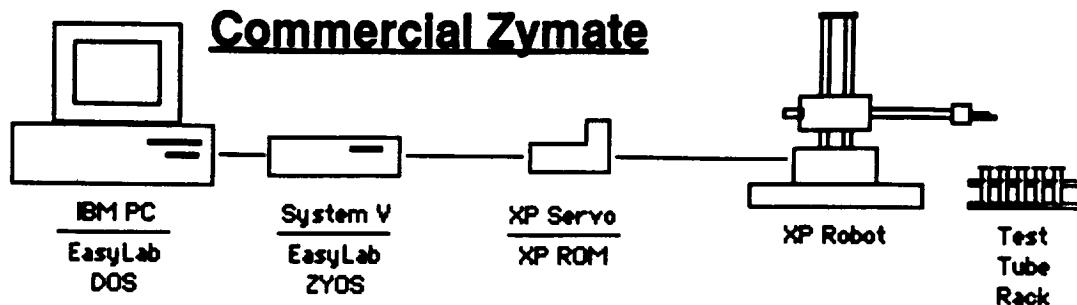 Commercial Zymate
IBM PC
EasyLab
DOS
System V
EasyLab
ZYOS
XP Servo
XP ROM
XP Robot
Test
Tube
Rack